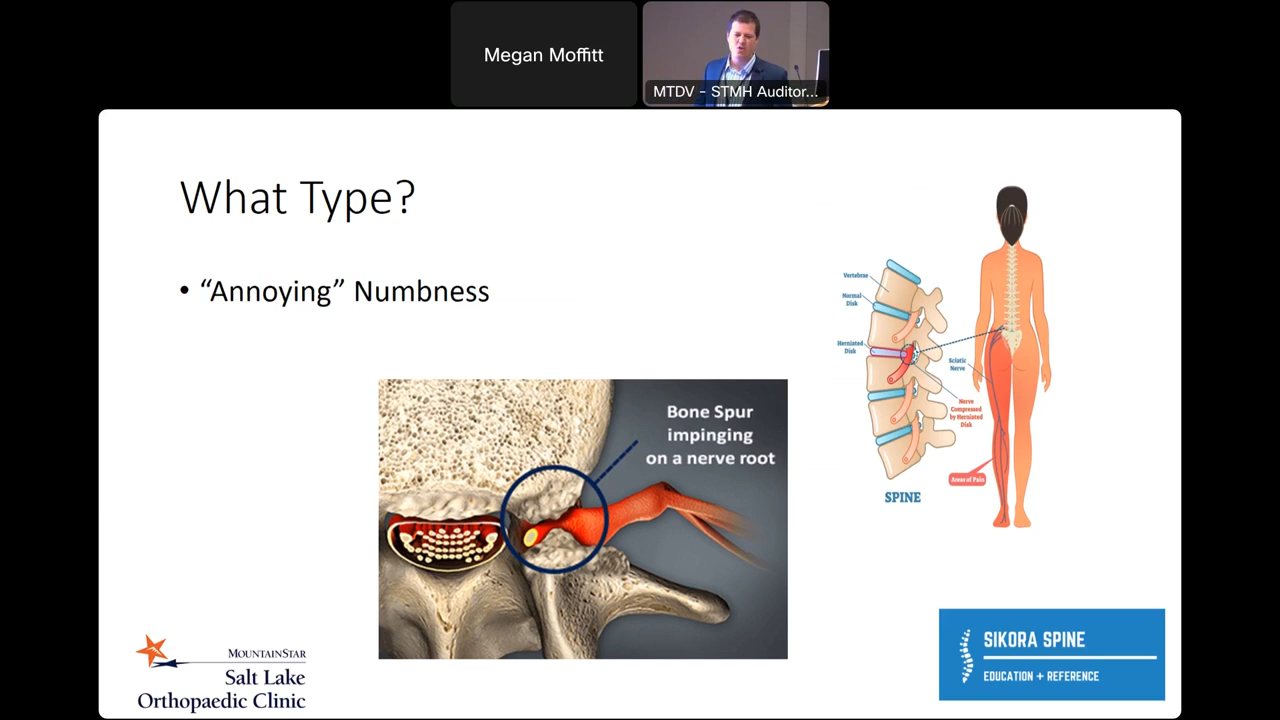 Megan Moffitt
MTDV - STMH Auditor...
What Type?
• “Annoying” Numbness
Bone Spur
impinging
on a nerve root
Vertebrae
Normal
Disk
Herniated
Disk
Sciatic
Nerve
Nerve
Compressed
by Herniated
Disk
Areas of Pain
SPINE
MOUNTAINSTAR
Salt Lake
Orthopaedic Clinic
SIKORA SPINE
EDUCATION + REFERENCE